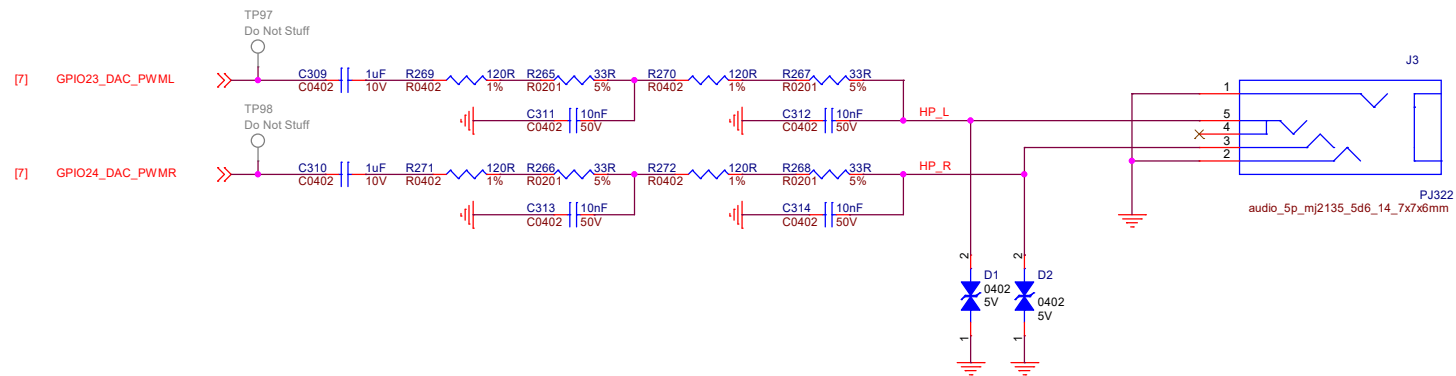 TP97
Do Not Stuff
J3
[7] GPIO23_DAC_PWML
C309 1uF R269 120R R265 33R R270 120R R267 33R
C0402 10V R0402 1% R0201 5% R0402 1% R0201 5%
1
TP98
Do Not Stuff
C311 10nF C312 10nF HP_L 5
C0402 50V C0402 50V
4
3
2
[7] GPIO24_DAC_PWMR
C310 1uF R271 120R R266 33R R272 120R R268 33R HP_R
C0402 10V R0402 1% R0201 5% R0402 1% R0201 5%
PJ322
audio_5p_mj2135_5d6_14_7x7x6mm
C313 10nF C314 10nF
C0402 50V C0402 50V
2 2
D1 D2
0402 0402
5V 5V
1 1